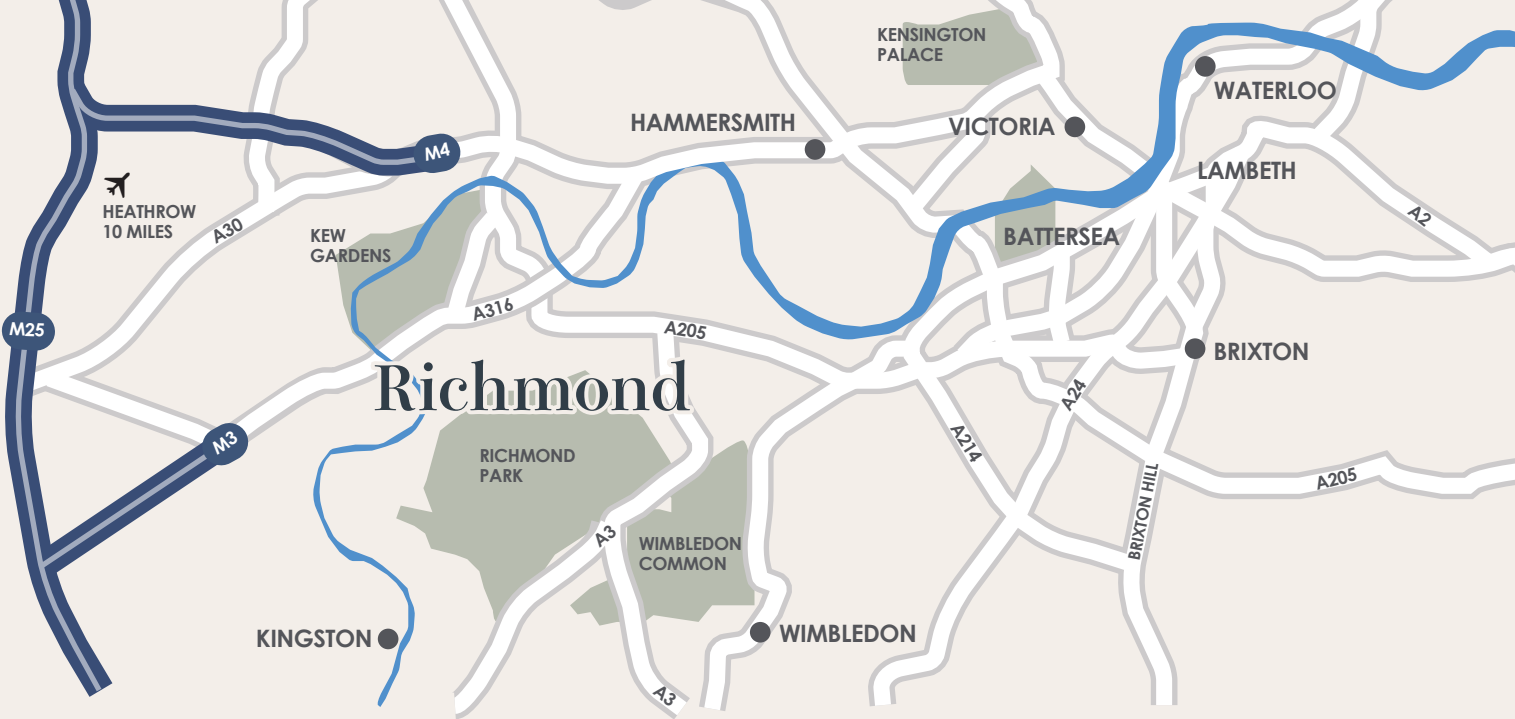 KENSINGTON
PALACE
WATERLOO
HAMMERSMITH
VICTORIA
M4
LAMBETH
HEATHROW
10 MILES
A30
A2
KEW
GARDENS
BATTERSEA
M25
A316
A205
BRIXTON
Richmond
A24
M3
A214
RICHMOND
PARK
A205
BRIXTON HILL
A3
WIMBLEDON
COMMON
KINGSTON
WIMBLEDON
A3